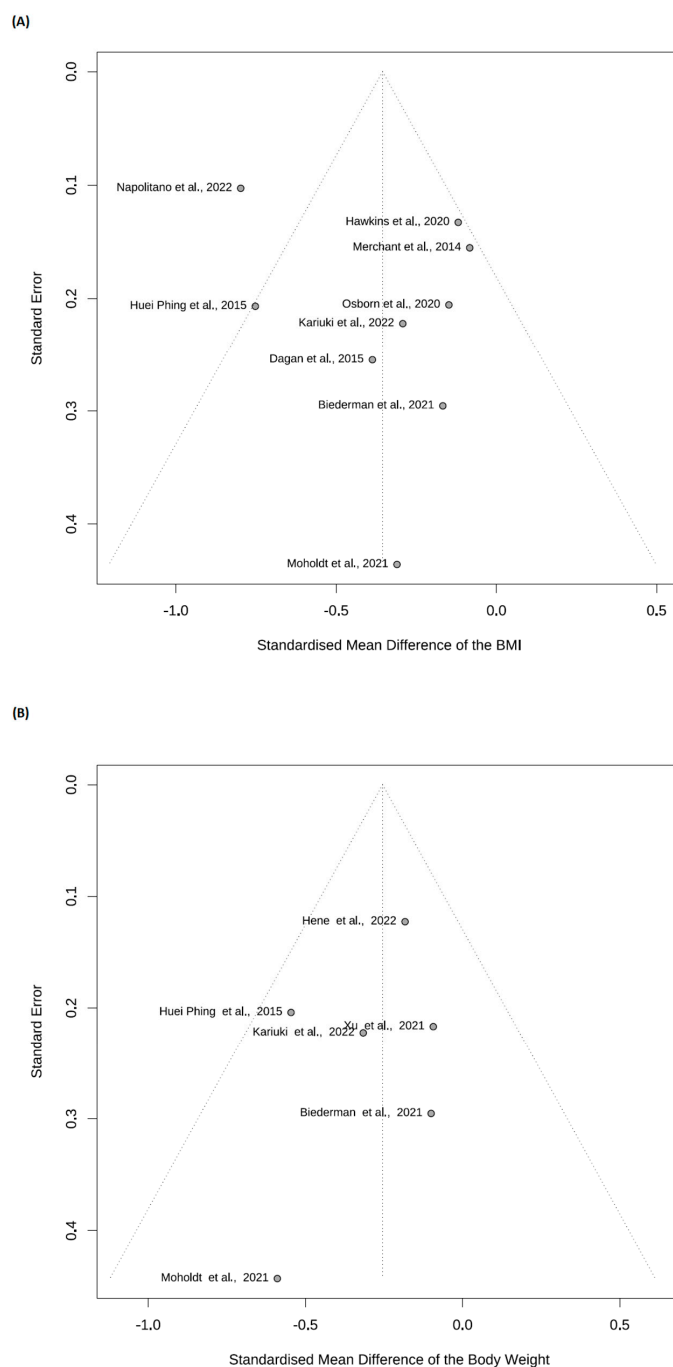 (A)
0.0
0.1
0.2
0.3
0.4
Standard Error
Napolitano et al., 2022
Hawkins et al., 2020
Merchant et al., 2014
Huei Phing et al., 2015
Osborn et al., 2020
Kariuki et al., 2022
Dagan et al., 2015
Biederman et al., 2021
Moholdt et al., 2021
-1.0 -0.5 0.0 0.5
Standardised Mean Difference of the BMI
(B)
0.0
0.1
0.2
0.3
0.4
Standard Error
Hene et al., 2022
Huei Phing et al., 2015
Xu et al., 2021
Kariuki et al., 2022
Biederman et al., 2021
Moholdt et al., 2021
-1.0 -0.5 0.0 0.5
Standardised Mean Difference of the Body Weight